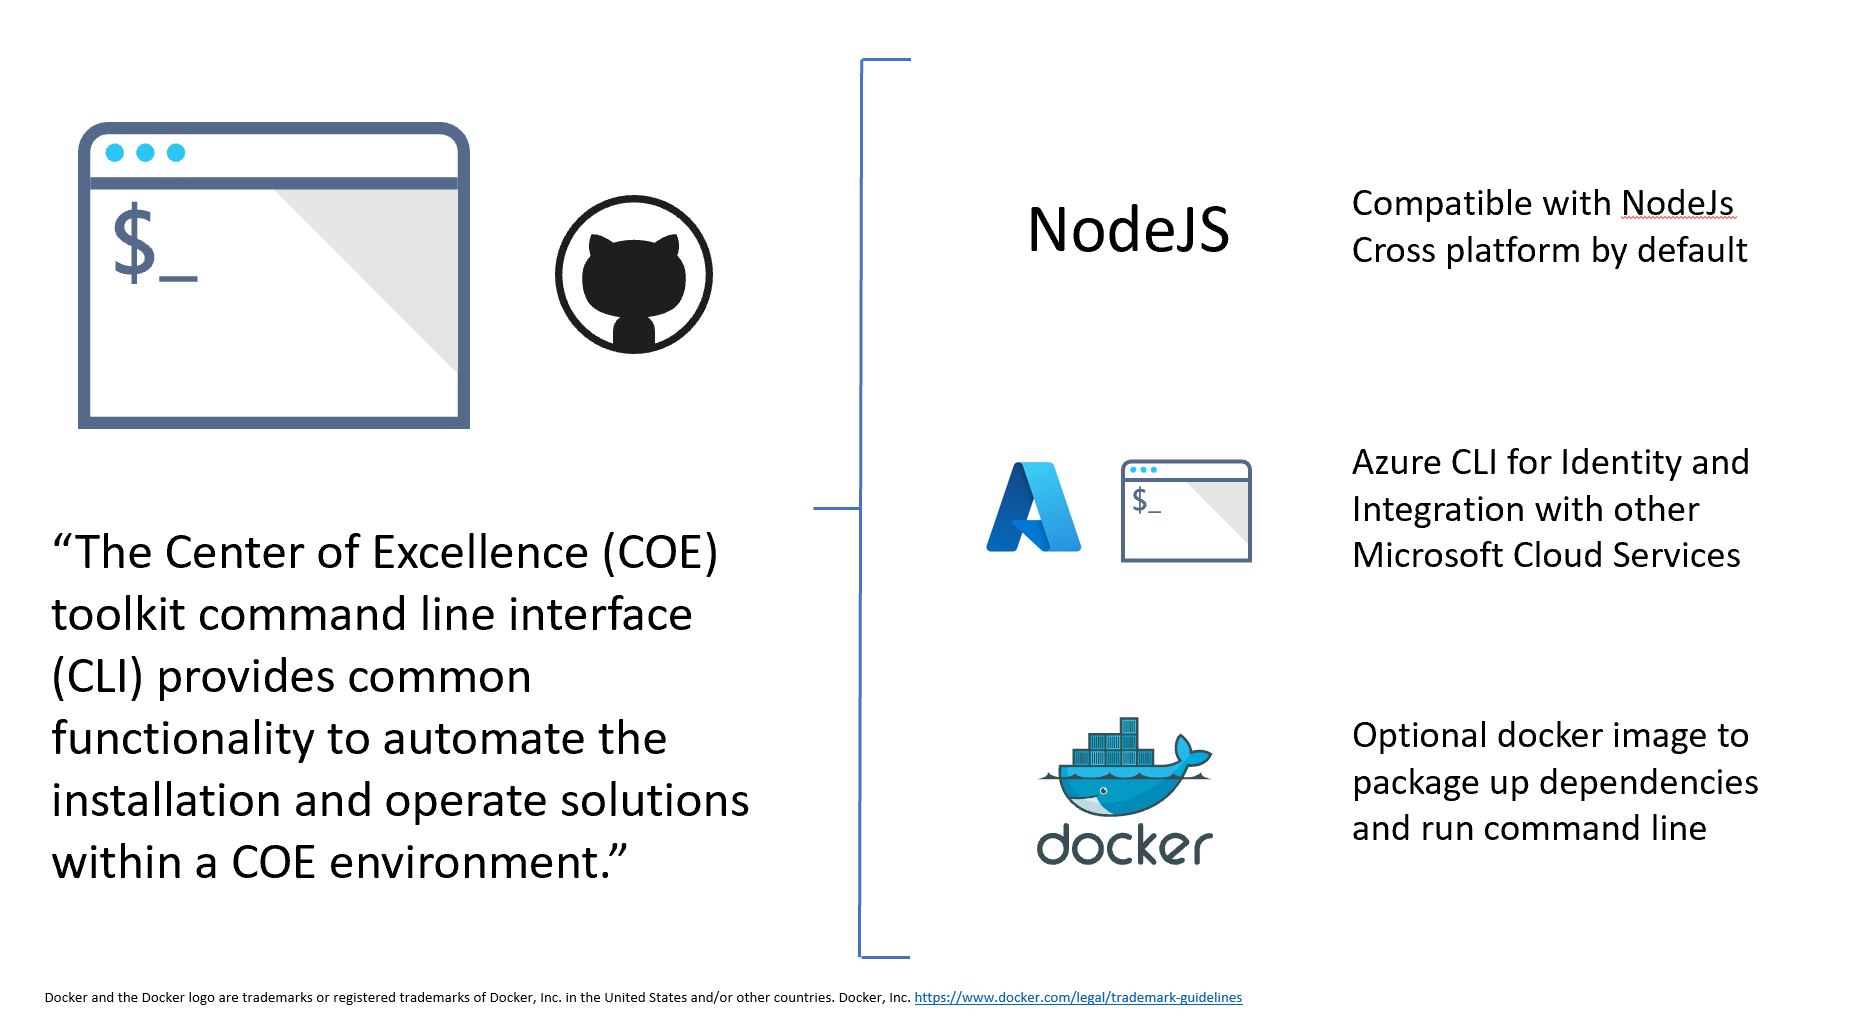 $_
“The Center of Excellence (COE)
toolkit command line interface
(CLI) provides common
functionality to automate the
installation and operate solutions
within a COE environment.”
NodeJS
Compatible with NodeJs
Cross platform by default
$_
Azure CLI for Identity and
Integration with other
Microsoft Cloud Services
docker
Optional docker image to
package up dependencies
and run command line
Docker and the Docker logo are trademarks or registered trademarks of Docker, Inc. in the United States and/or other countries. Docker, Inc. https://www.docker.com/legal/trademark-guidelines